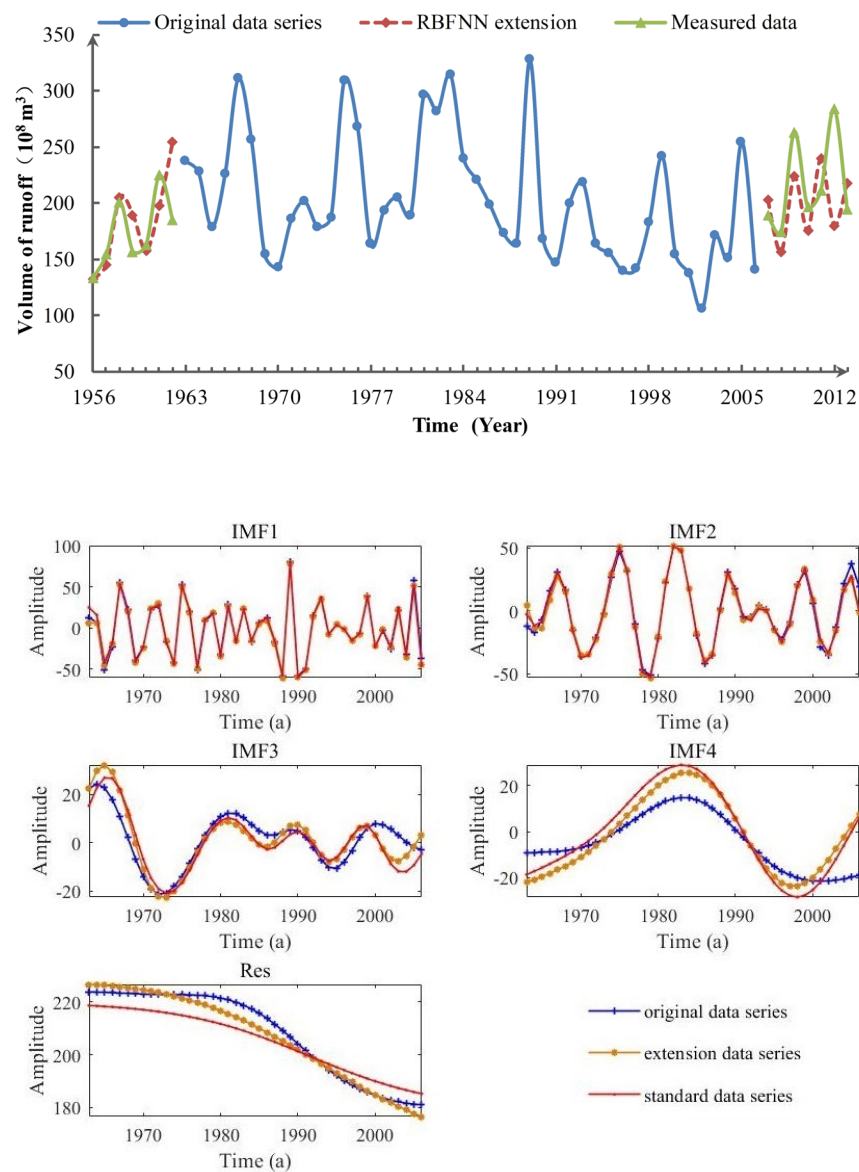 Original data series RBFNN extension Measured data
350
300
250
200
150
100
50
Volume of runoff (10⁸ m³)
1956 1963 1970 1977 1984 1991 1998 2005 2012
Time (Year)
IMF1
100
50
0
-50
Amplitude
1970 1980 1990 2000
Time (a)
IMF2
50
0
-50
Amplitude
1970 1980 1990 2000
Time (a)
IMF3
20
0
-20
Amplitude
1970 1980 1990 2000
Time (a)
IMF4
20
0
-20
Amplitude
1970 1980 1990 2000
Time (a)
Res
220
200
180
Amplitude
1970 1980 1990 2000
Time (a)
original data series
extension data series
standard data series